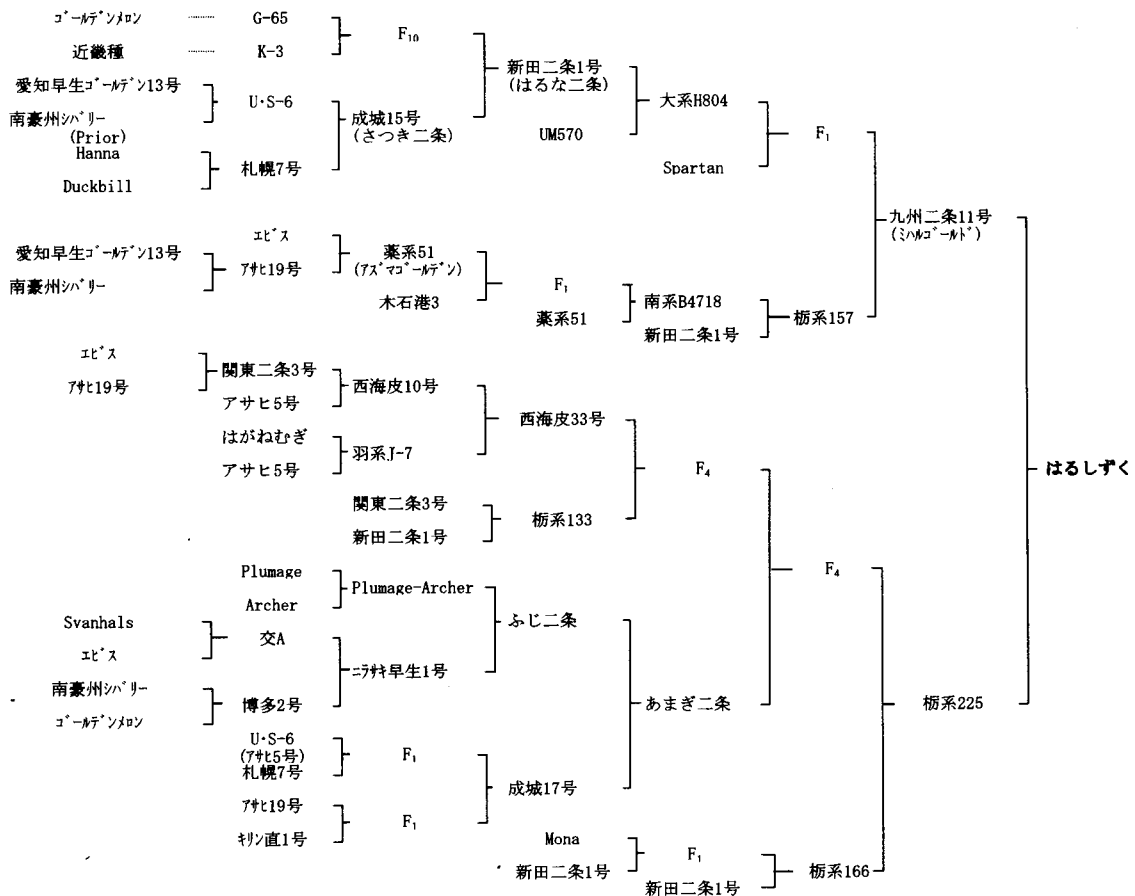 ゴールデンメロン G-65
F₁₀
近畿種 K-3
新田二条1号
(はるな二条)
愛知早生ゴールデン13号
U・S-6
大系H804
南豪州シバリー
(Prior)
成城15号
(さつき二条)
UM570
F₁
Hanna
札幌7号
Spartan
Duckbill
九州二条11号
(ミハルゴールド)
エビス
愛知早生ゴールデン13号
薬系51
(アズマゴールデン)
アサヒ19号
南豪州シバリー
F₁
木石港3
南系B4718
薬系51
栃系157
新田二条1号
エビス
関東二条3号
アサヒ19号
西海皮10号
アサヒ5号
西海皮33号
はがねむぎ
羽系J-7
アサヒ5号
F₄
はるしずく
関東二条3号
栃系133
新田二条1号
Plumage
F₄
Plumage-Archer
Archer
Svanhals
ふじ二条
交A
エビス
ニラサキ早生1号
南豪州シバリー
博多2号
あまぎ二条
栃系225
ゴールデンメロン
U・S-6
(アサヒ5号)
F₁
札幌7号
成城17号
アサヒ19号
F₁
キリン直1号
Mona
F₁
新田二条1号
栃系166
新田二条1号